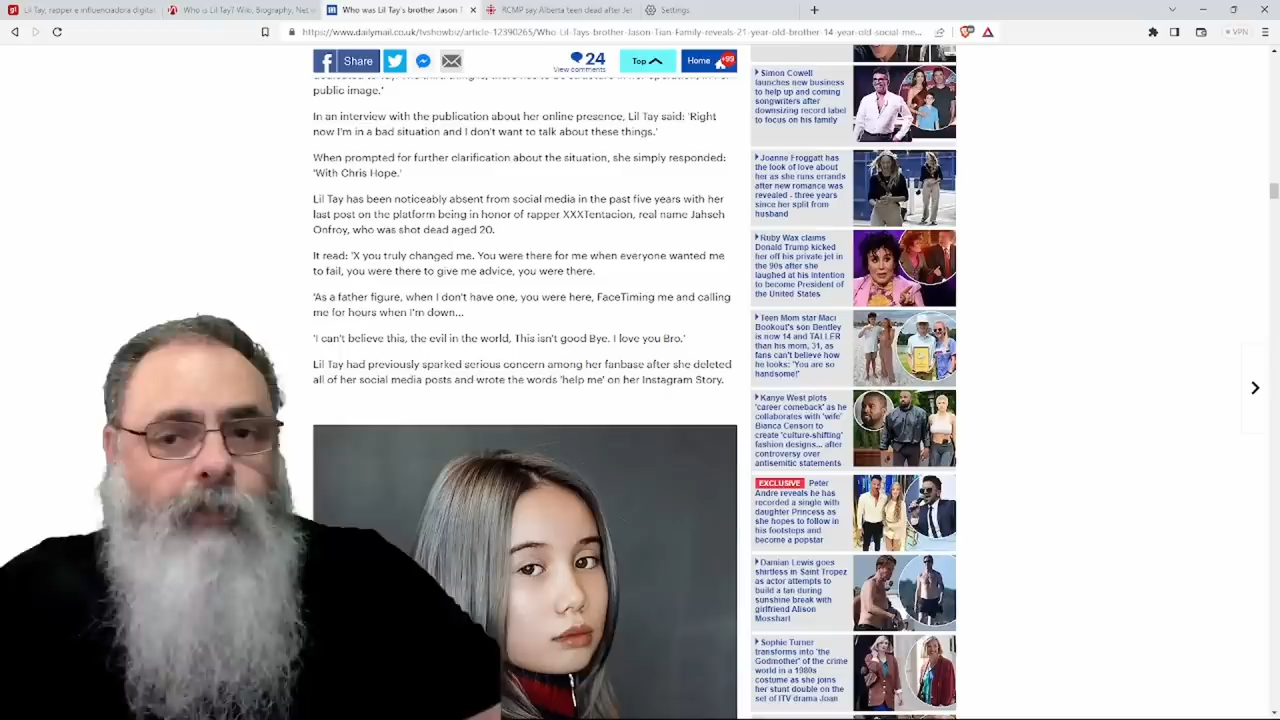 Lil Tay, rapper e influenciadora digital
Who is Lil Tay? Wiki, Biography, Net w
Who was Lil Tay's brother Jason T
RCMP say Alberta teen dead after Jet
Settings
https://www.dailymail.co.uk/tvshowbiz/article-12390265/Who-Lil-Tays-brother-Jason-Tian-Family-reveals-21-year-old-brother-14-year-old-social-me...
VPN
Share
24
View comments
Top
Home
+99
public image.'
In an interview with the publication about her online presence, Lil Tay said: 'Right
now I'm in a bad situation and I don't want to talk about these things.'
When prompted for further clarification about the situation, she simply responded:
'With Chris Hope.'
Lil Tay has been noticeably absent from social media in the past five years with her
last post on the platform being in honor of rapper XXXTentacion, real name Jahseh
Onfroy, who was shot dead aged 20.
It read: 'X you truly changed me. You were there for me when everyone wanted me
to fail, you were there to give me advice, you were there.
'As a father figure, when I don't have one, you were here, FaceTiming me and calling
me for hours when I'm down...
'I can't believe this, the evil in the world, This isn't good Bye. I love you Bro.'
Lil Tay had previously sparked serious concern among her fanbase after she deleted
all of her social media posts and wrote the words 'help me' on her Instagram Story.
Simon Cowell
launches new business
to help up and coming
songwriters after
downsizing record label
to focus on his family
Joanne Froggatt has
the look of love about
her as she runs errands
after new romance was
revealed - three years
since her split from
husband
Ruby Wax claims
Donald Trump kicked
her off his private jet in
the 90s after she
laughed at his intention
to become President of
the United States
Teen Mom star Maci
Bookout's son Bentley
is now 14 and TALLER
than his mom, 31, as
fans can't believe how
he looks: 'You are so
handsome!'
Kanye West plots
'career comeback' as he
collaborates with 'wife'
Bianca Censori to
create 'culture-shifting'
fashion designs... after
controversy over
antisemitic statements
EXCLUSIVE Peter
Andre reveals he has
recorded a single with
daughter Princess as
she hopes to follow in
his footsteps and
become a popstar
Damian Lewis goes
shirtless in Saint Tropez
as actor attempts to
build a tan during
sunshine break with
girlfriend Alison
Mosshart
Sophie Turner
transforms into 'the
Godmother' of the crime
world in a 1980s
costume as she joins
her stunt double on the
set of ITV drama Joan